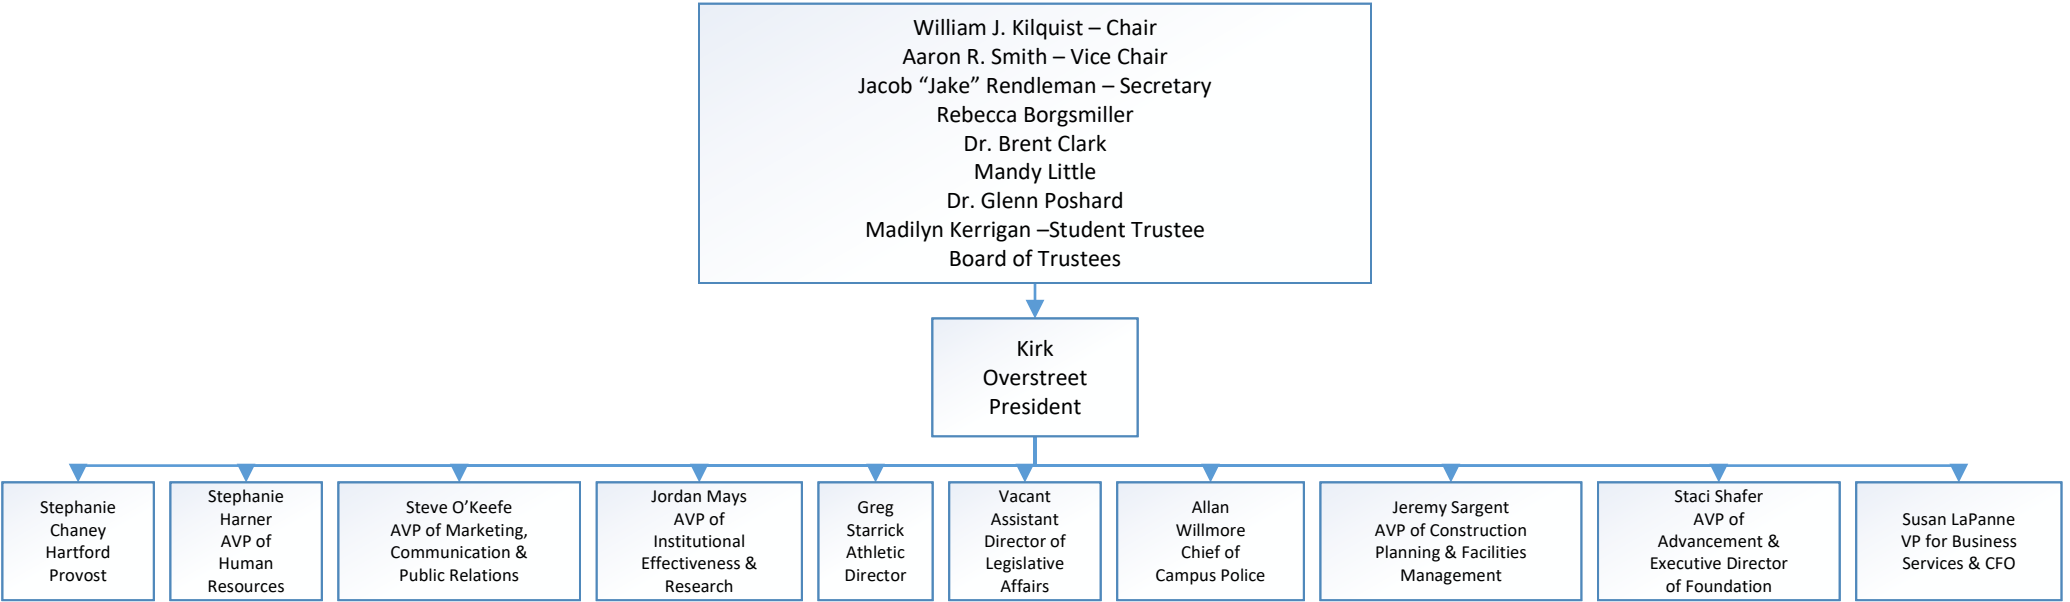 William J. Kilquist – Chair
Aaron R. Smith – Vice Chair
Jacob “Jake” Rendleman – Secretary
Rebecca Borgsmiller
Dr. Brent Clark
Mandy Little
Dr. Glenn Poshard
Madilyn Kerrigan –Student Trustee
Board of Trustees
Kirk
Overstreet
President
Stephanie
Chaney
Hartford
Provost
Stephanie
Harner
AVP of
Human
Resources
Steve O’Keefe
AVP of Marketing,
Communication &
Public Relations
Jordan Mays
AVP of
Institutional
Effectiveness &
Research
Greg
Starrick
Athletic
Director
Vacant
Assistant
Director of
Legislative
Affairs
Allan
Willmore
Chief of
Campus Police
Jeremy Sargent
AVP of Construction
Planning & Facilities
Management
Staci Shafer
AVP of
Advancement &
Executive Director
of Foundation
Susan LaPanne
VP for Business
Services & CFO